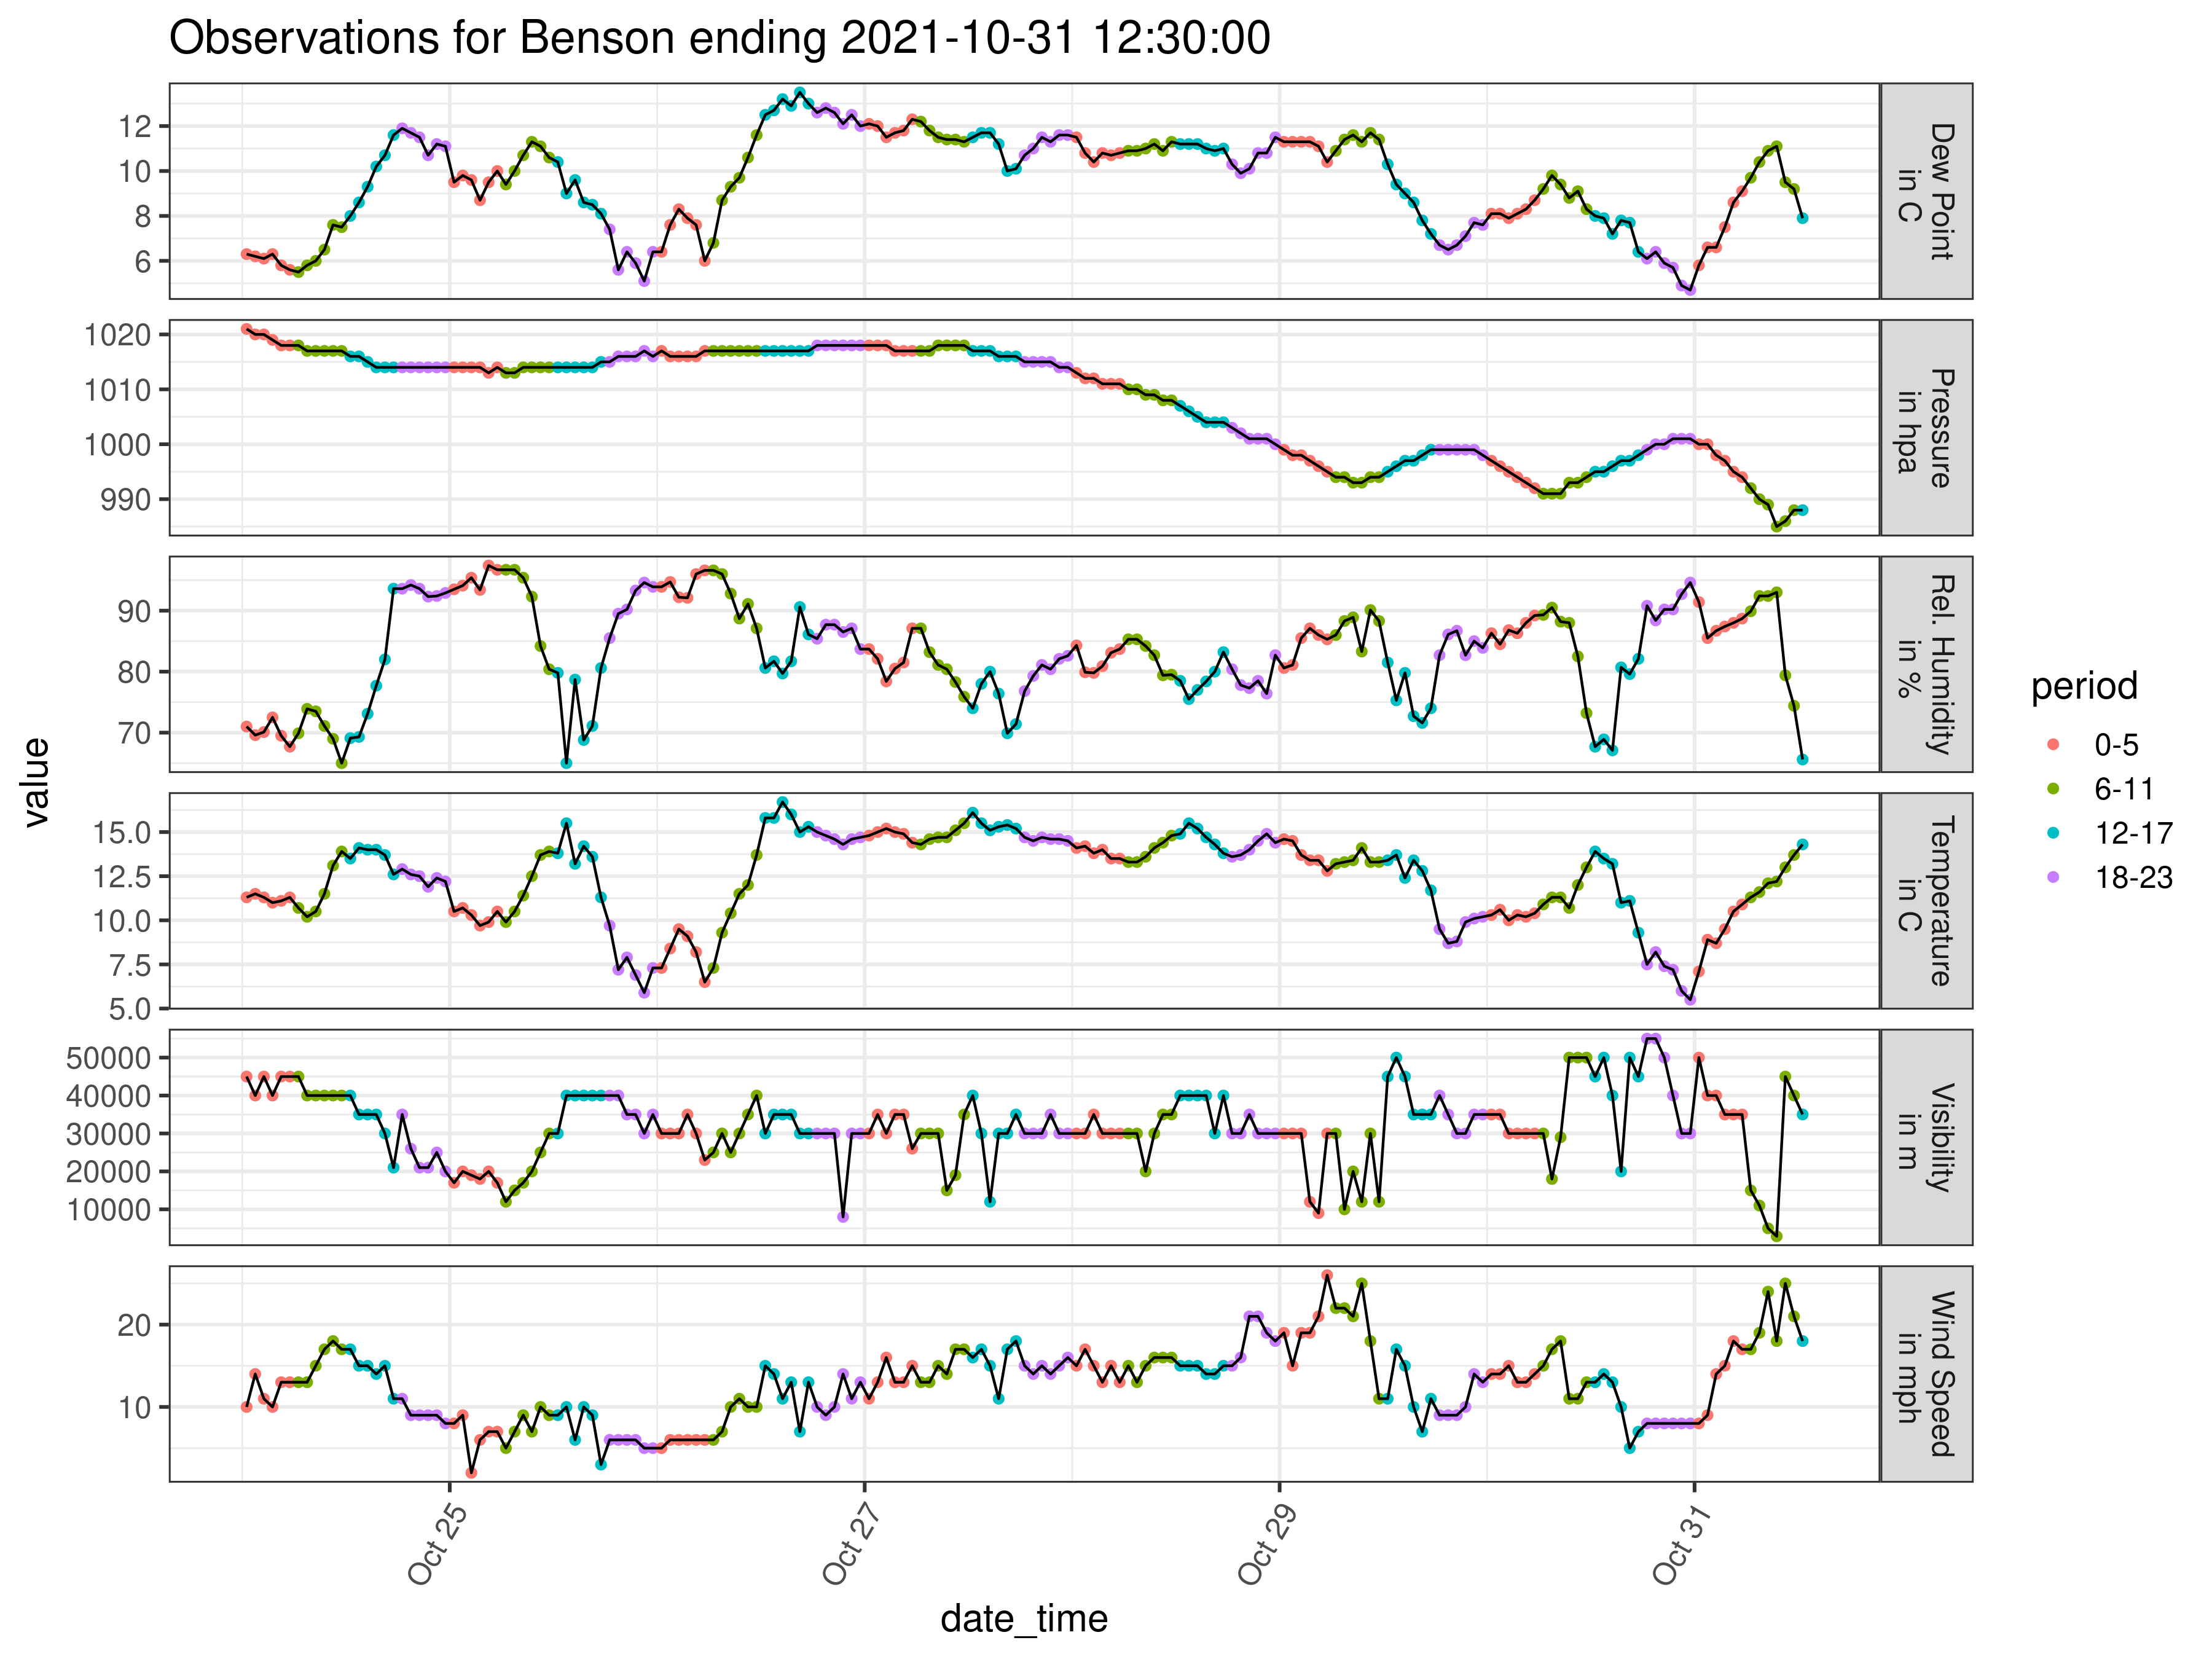 Observations for Benson ending 2021-10-31 12:30:00
value
12
10
8
6
Dew Point
in C
1020
1010
1000
990
Pressure
in hpa
90
80
70
Rel. Humidity
in %
15.0
12.5
10.0
7.5
5.0
Temperature
in C
50000
40000
30000
20000
10000
Visibility
in m
20
10
Wind Speed
in mph
Oct 25
Oct 27
Oct 29
Oct 31
date_time
period
0-5
6-11
12-17
18-23